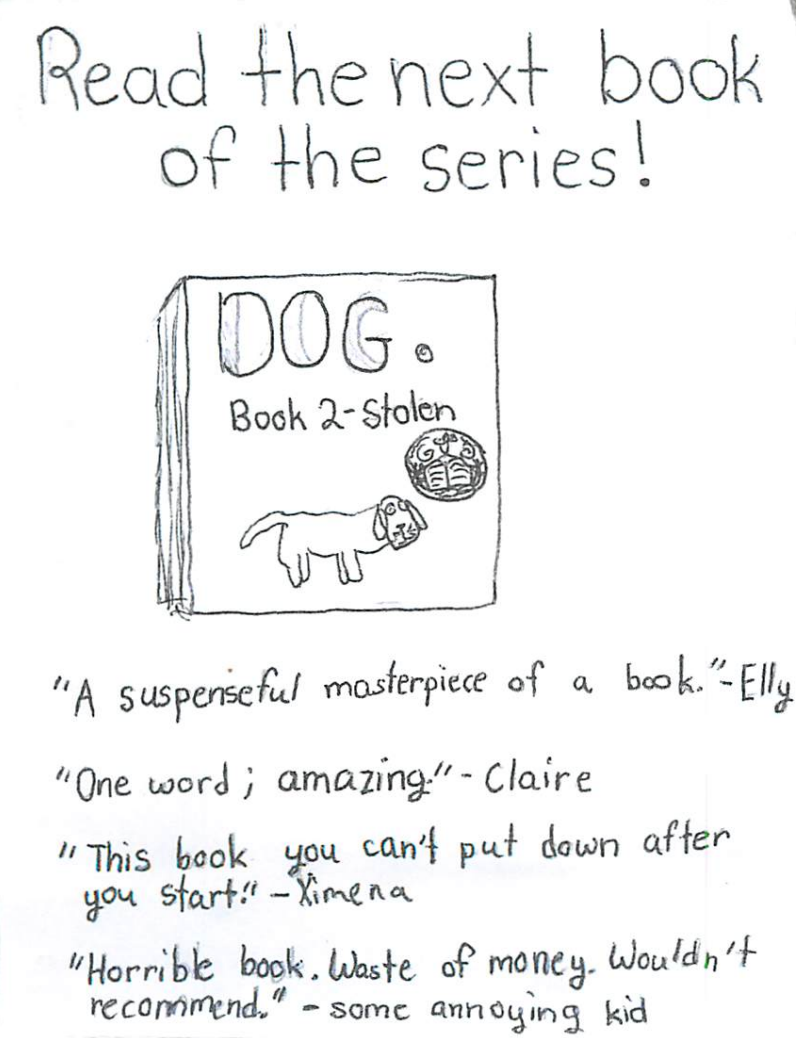 Read the next book
of the series!
DOG.
Book 2-Stolen
"A suspenseful masterpiece of a book."-Elly
"One word; amazing."- Claire
"This book you can't put down after
you start!" -Ximena
"Horrible book. Waste of money. Wouldn't
recommend." - some annoying kid